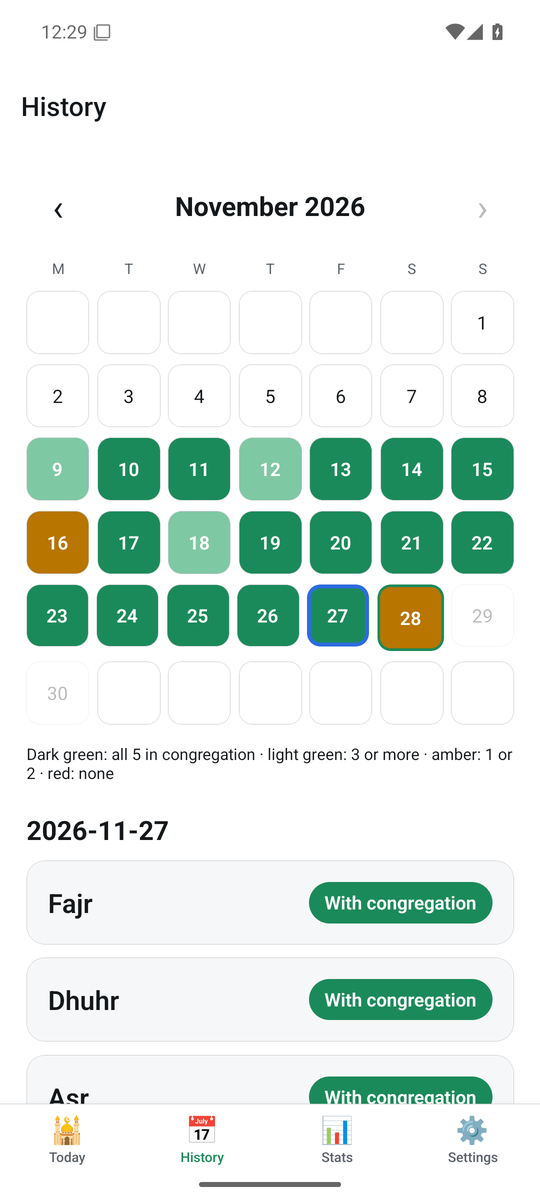 12:29
History
‹ November 2026 ›
M T W T F S S
1
2 3 4 5 6 7 8
9 10 11 12 13 14 15
16 17 18 19 20 21 22
23 24 25 26 27 28 29
30
Dark green: all 5 in congregation · light green: 3 or more · amber: 1 or
2 · red: none
2026-11-27
Fajr With congregation
Dhuhr With congregation
Asr With congregation
July
17
Today History Stats Settings